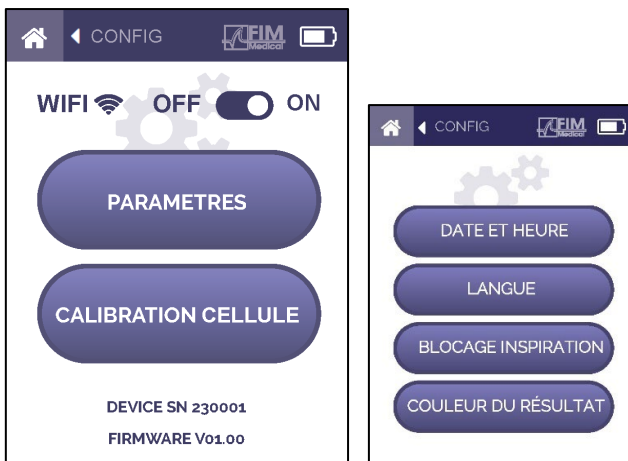 CONFIG
FIM
Medical
WIFI OFF ON
PARAMETRES
CALIBRATION CELLULE
DEVICE SN 230001
FIRMWARE V01.00
CONFIG
FIM
Medical
DATE ET HEURE
LANGUE
BLOCAGE INSPIRATION
COULEUR DU RÉSULTAT